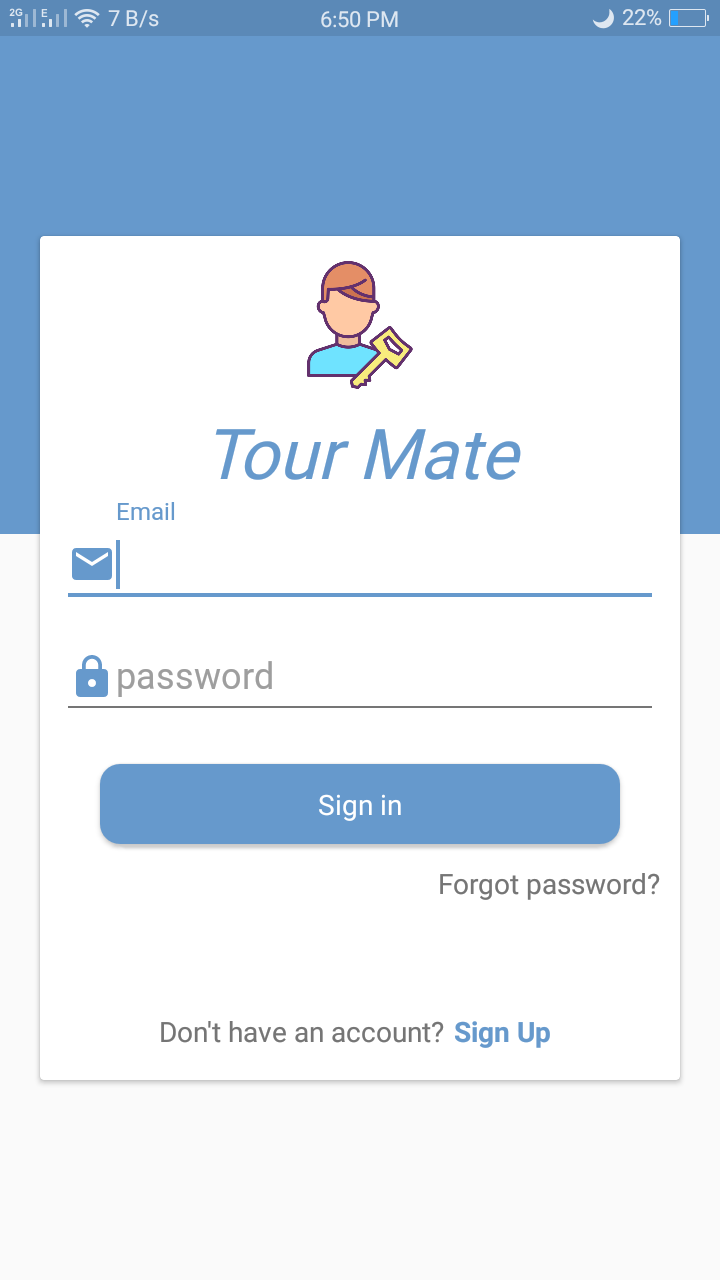 2G E 7 B/s 6:50 PM 22%
Tour Mate
Email
password
Sign in
Forgot password?
Don't have an account? Sign Up